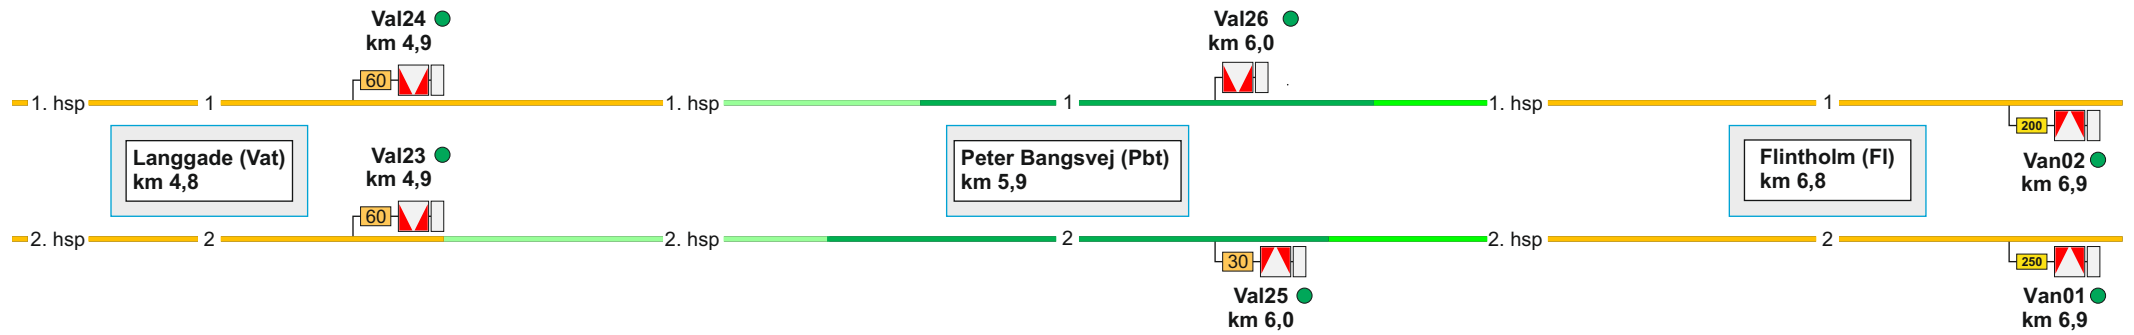 Val24
km 4,9
60
Val26
km 6,0
1. hsp
1
1. hsp
1
1. hsp
1
200
Langgade (Vat)
km 4,8
Val23
km 4,9
60
Peter Bangsvej (Pbt)
km 5,9
Flintholm (Fl)
km 6,8
Van02
km 6,9
2. hsp
2
2. hsp
2
2. hsp
2
30
Val25
km 6,0
250
Van01
km 6,9